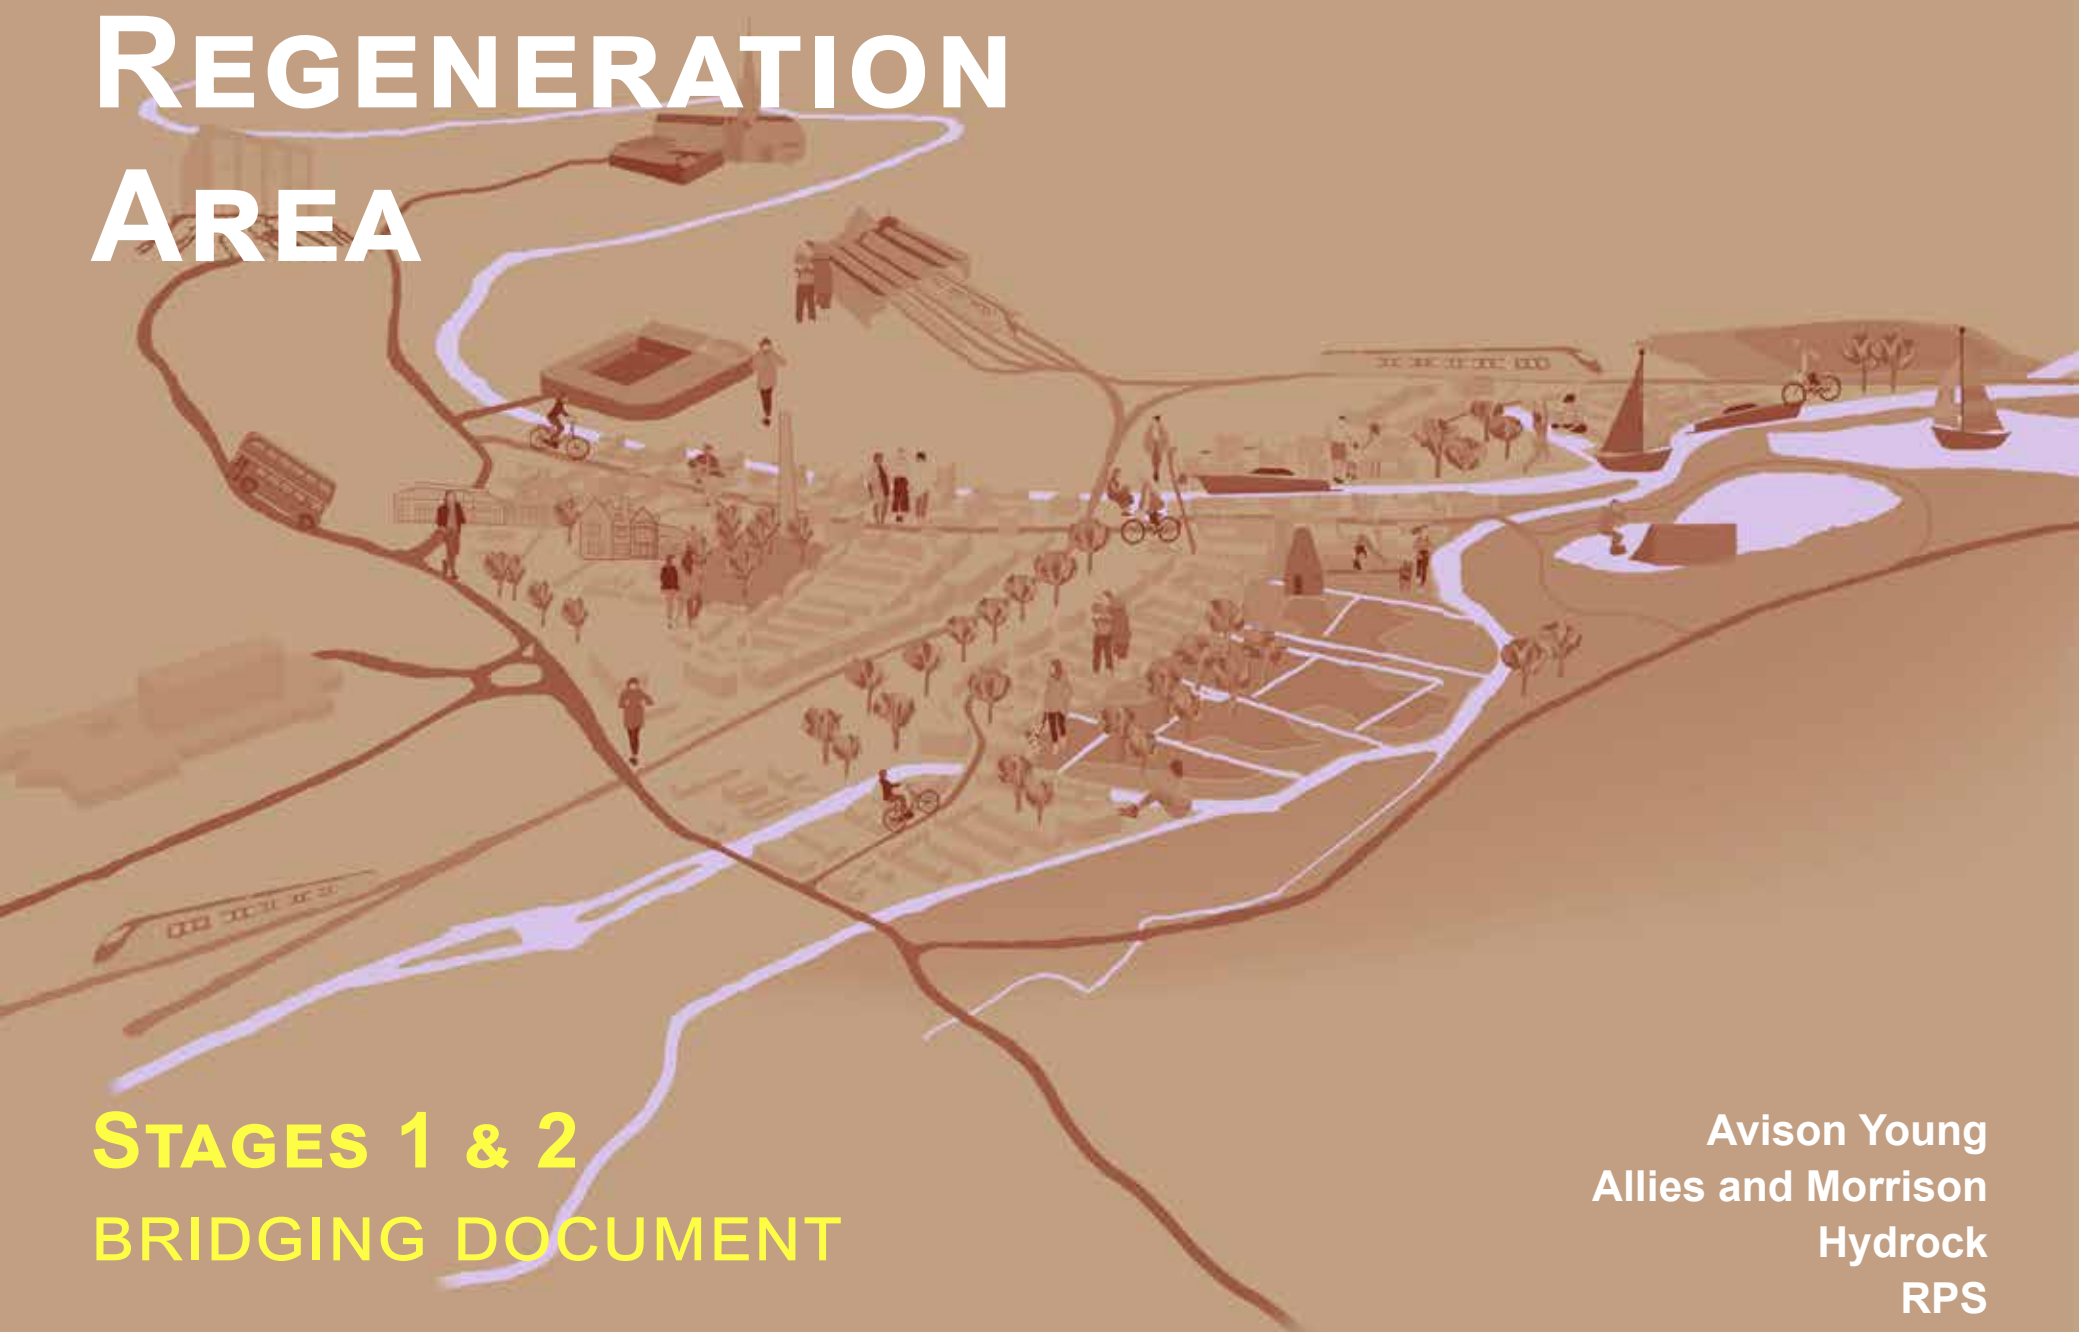 REGENERATION
AREA
STAGES 1 & 2
BRIDGING DOCUMENT
Avison Young
Allies and Morrison
Hydrock
RPS